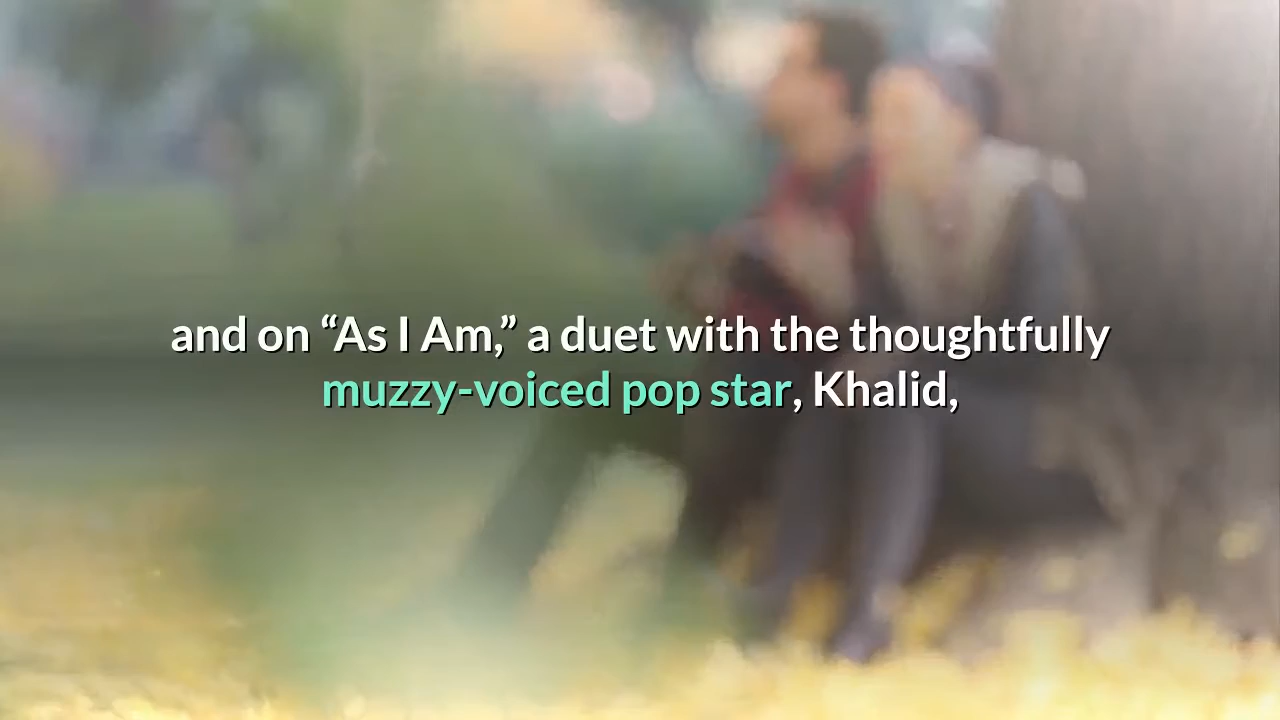 and on “As I Am,” a duet with the thoughtfully
muzzy-voiced pop star, Khalid,